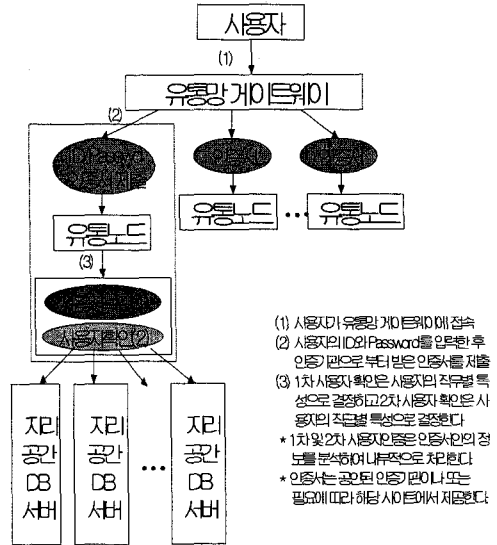 사용자
(1)
유통망 게이트웨이
(2)
ID,Password
유통노드
유통노드
...
유통노드
(3)
사용자확인(2)
지리
공간
DB
서버
지리
공간
DB
서버
...
지리
공간
DB
서버
(1) 사용자가 유통망 게이트웨이에 접속
(2) 사용자의 ID와 Password를 입력한 후
인증기관으로 부터 받은 인증서를 제출
(3) 1차 사용자 확인은 사용자의 직무별 특
성으로 결정하고 2차 사용자 확인은 사
용자의 직급별 특성으로 결정한다
* 1차 및 2차 사용자인증은 인증서안의 정
보를 분석하여 내부적으로 처리한다.
* 인증서는 공인된 인증기관이나 또는
필요에 따라 해당 사이트에서 제공한다.